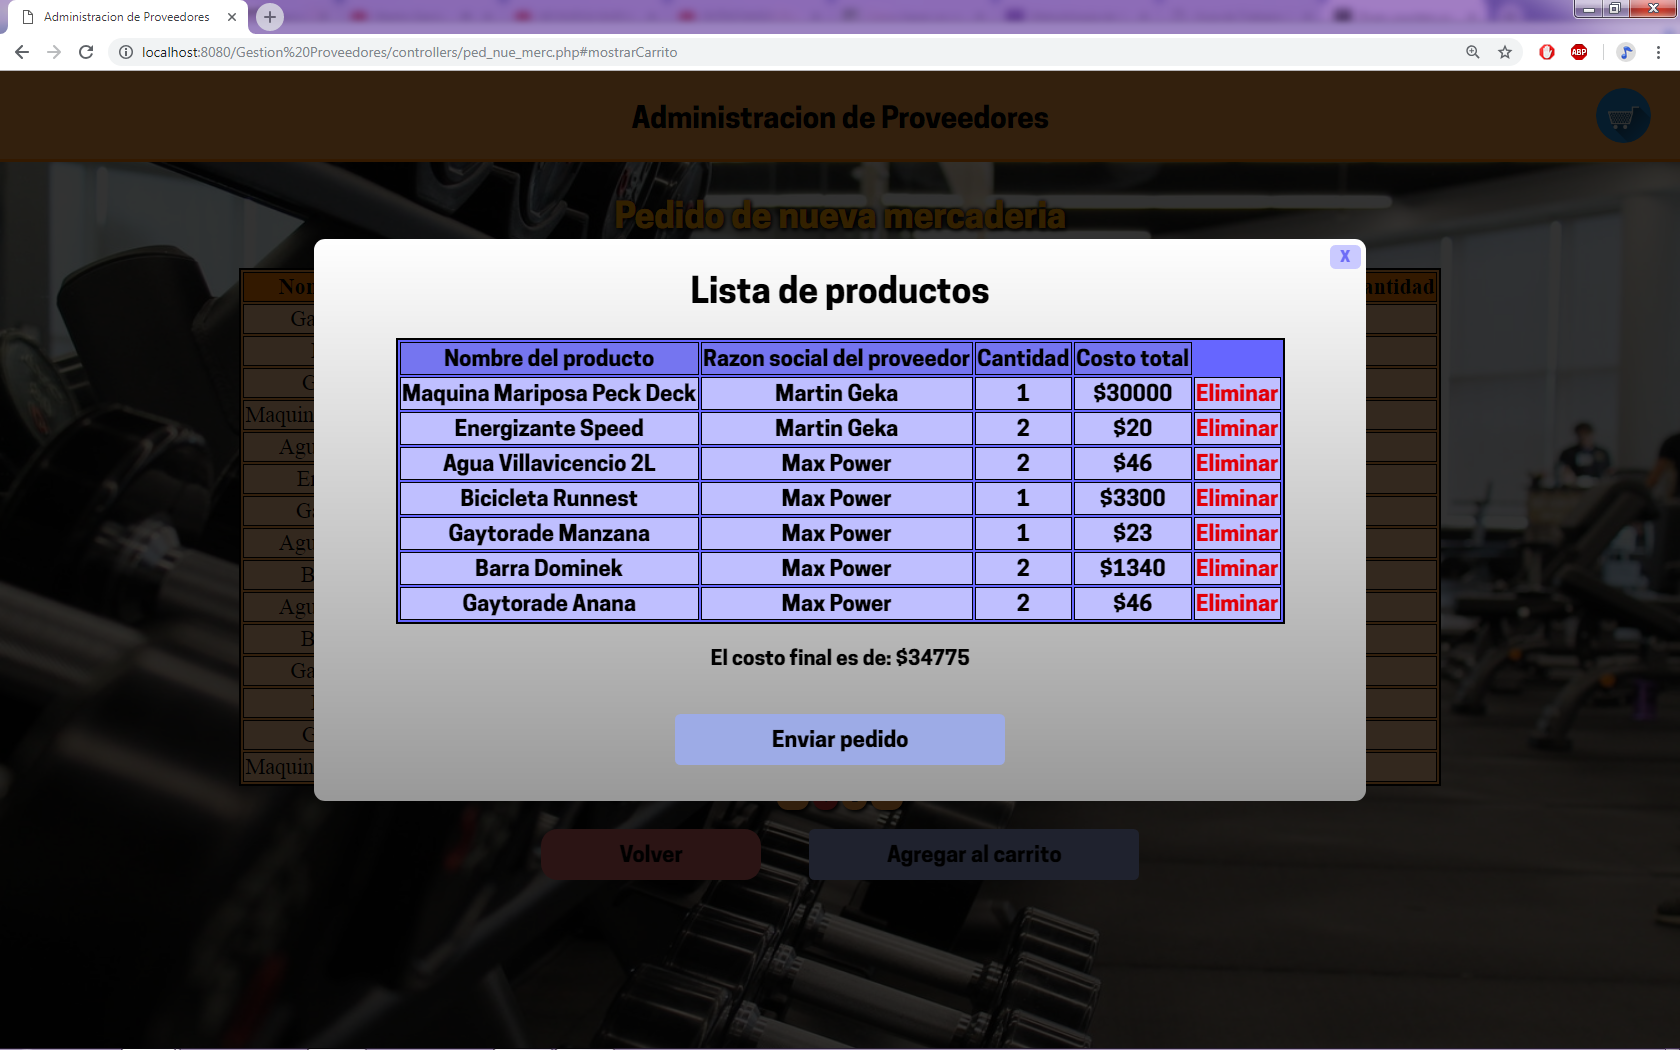 Administracion de Proveedores
localhost:8080/Gestion%20Proveedores/controllers/ped_nue_merc.php#mostrarCarrito
ABP
Administracion de Proveedores
Pedido de nueva mercaderia
X
Lista de productos
Nombre del producto Razon social del proveedor Cantidad Costo total
Maquina Mariposa Peck Deck Martin Geka 1 $30000 Eliminar
Energizante Speed Martin Geka 2 $20 Eliminar
Agua Villavicencio 2L Max Power 2 $46 Eliminar
Bicicleta Runnest Max Power 1 $3300 Eliminar
Gaytorade Manzana Max Power 1 $23 Eliminar
Barra Dominek Max Power 2 $1340 Eliminar
Gaytorade Anana Max Power 2 $46 Eliminar
El costo final es de: $34775
Enviar pedido
Volver Agregar al carrito